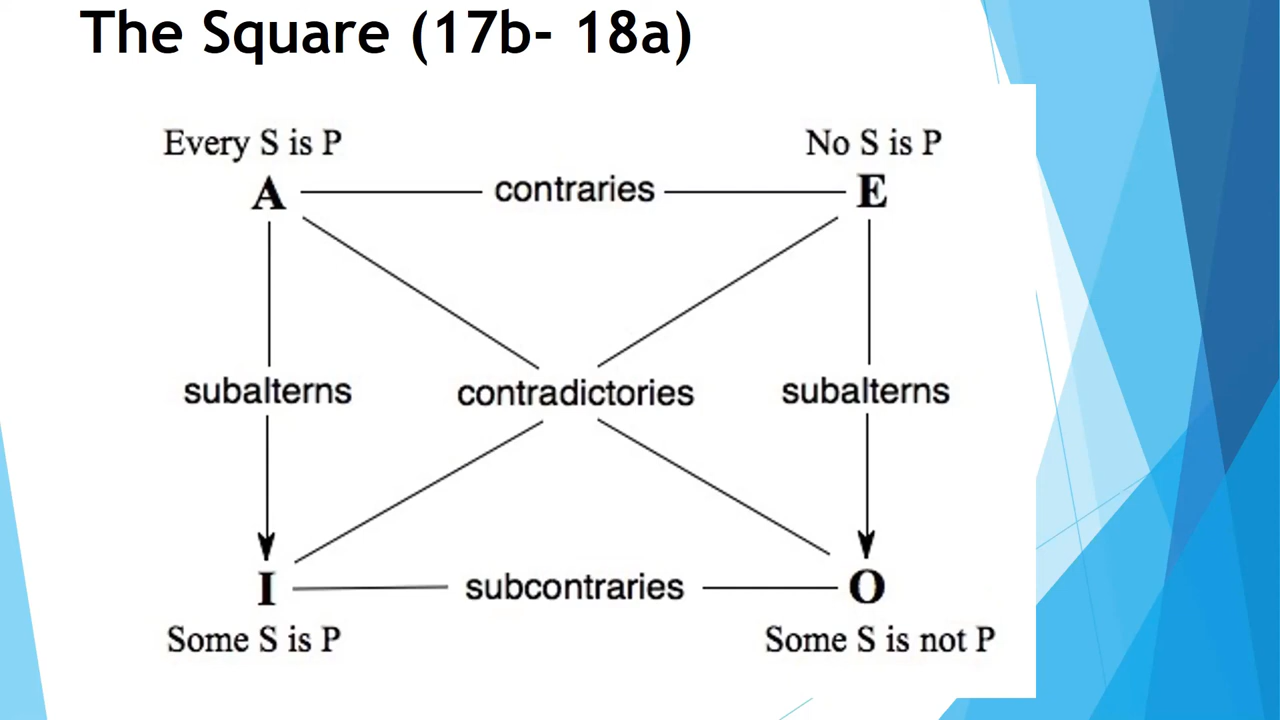 The Square (17b- 18a)
Every S is P
No S is P
A
contraries
E
subalterns
contradictories
subalterns
I
subcontraries
O
Some S is P
Some S is not P